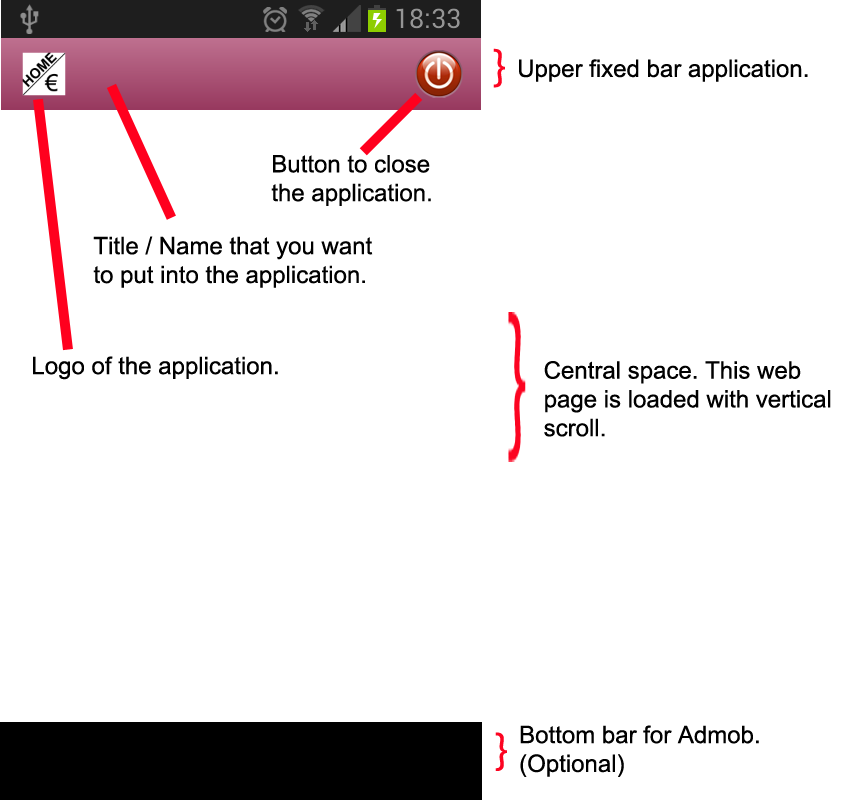 18:33
HOME
€
Upper fixed bar application.
Button to close
the application.
Title / Name that you want
to put into the application.
Logo of the application.
Central space. This web
page is loaded with vertical
scroll.
Bottom bar for Admob.
(Optional)